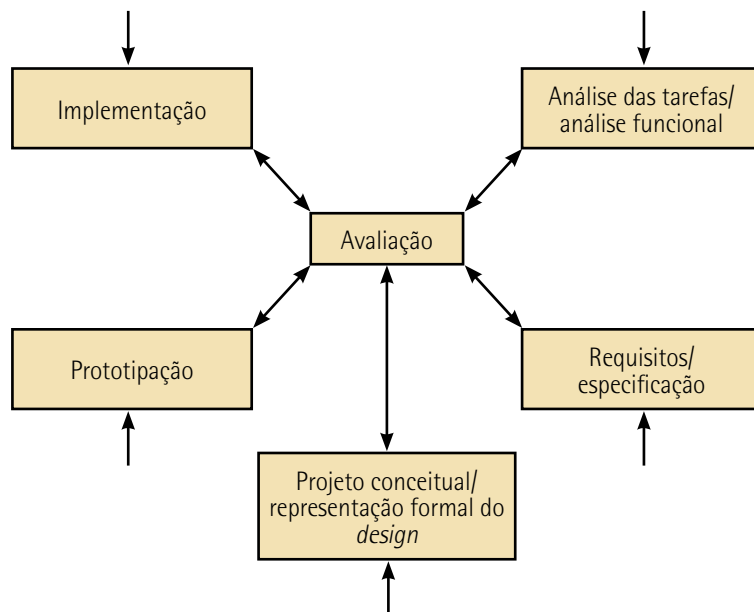 Implementação
Análise das tarefas/
análise funcional
Avaliação
Prototipação
Requisitos/
especificação
Projeto conceitual/
representação formal do
design